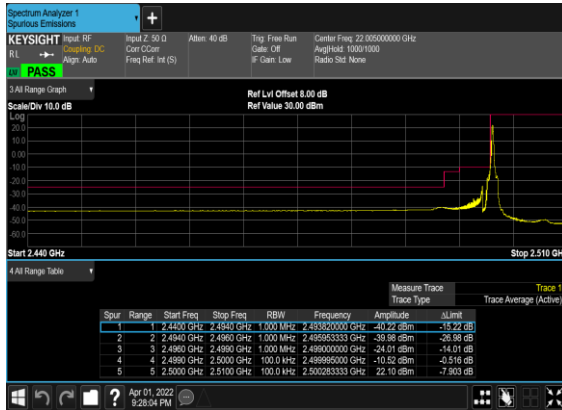 Spectrum Analyzer 1
Spurious Emissions
KEYSIGHT
RL
Input: RF
Coupling: DC
Align: Auto
Input Z: 50 Ω
Corr CCorr
Freq Ref: Int (S)
Atten: 40 dB
Trig: Free Run
Gate: Off
IF Gain: Low
Center Freq: 22.005000000 GHz
Avg|Hold: 1000/1000
Radio Std: None
PASS
3 All Range Graph
Scale/Div 10.0 dB
Ref Lvl Offset 8.00 dB
Ref Value 30.00 dBm
Log
20.0
10.0
0.00
-10.0
-20.0
-30.0
-40.0
-50.0
-60.0
Start 2.440 GHz
Stop 2.510 GH
4 All Range Table
Measure Trace Trace 1
Trace Type Trace Average (Active)
Spur Range Start Freq Stop Freq RBW Frequency Amplitude ΔLimit
1 1 2.4400 GHz 2.4940 GHz 1.000 MHz 2.493820000 GHz -40.22 dBm -15.22 dB
2 2 2.4940 GHz 2.4960 GHz 1.000 MHz 2.495953333 GHz -39.98 dBm -26.98 dB
3 3 2.4960 GHz 2.4990 GHz 1.000 MHz 2.499000000 GHz -24.01 dBm -14.01 dB
4 4 2.4990 GHz 2.5000 GHz 100.0 kHz 2.499995000 GHz -10.52 dBm -0.516 dB
5 5 2.5000 GHz 2.5100 GHz 100.0 kHz 2.500283333 GHz 22.10 dBm -7.903 dB
Apr 01, 2022
9:28:04 PM